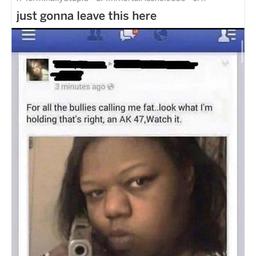 just gonna leave this here
3 minutes ago
For all the bullies calling me fat..look what I'm
holding that's right, an AK 47,Watch it.